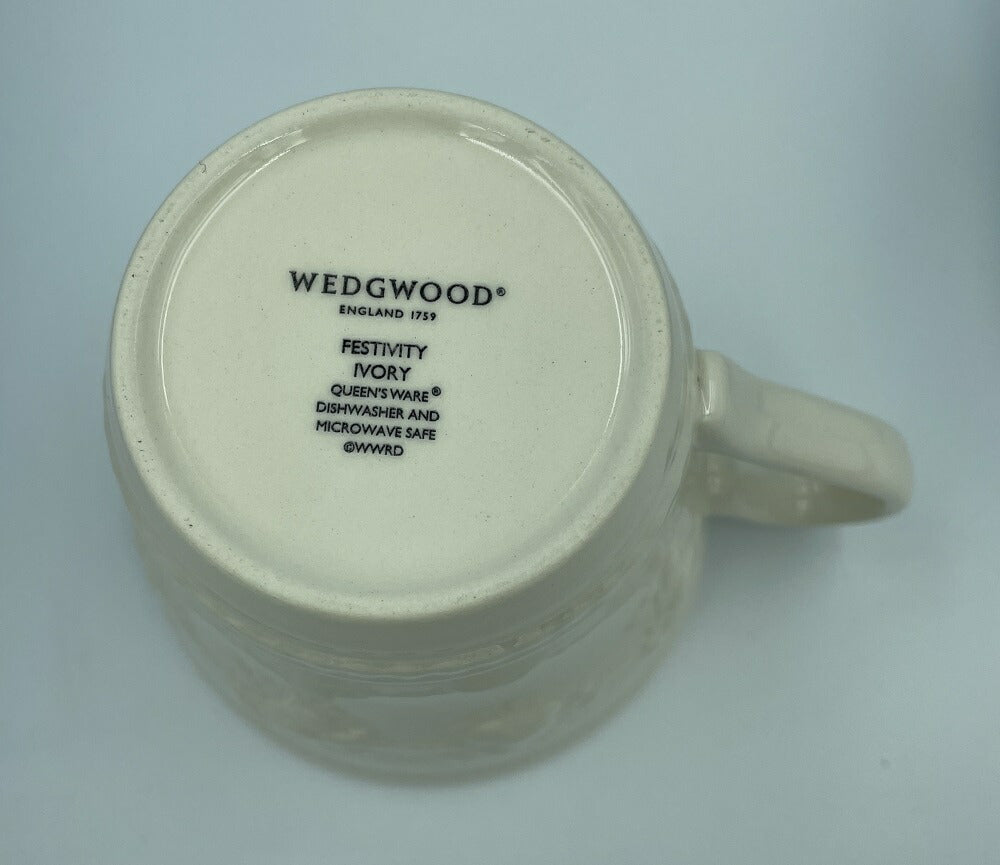 WEDGWOOD®
ENGLAND 1759
FESTIVITY
IVORY
QUEEN'S WARE®
DISHWASHER AND
MICROWAVE SAFE
©WWRD